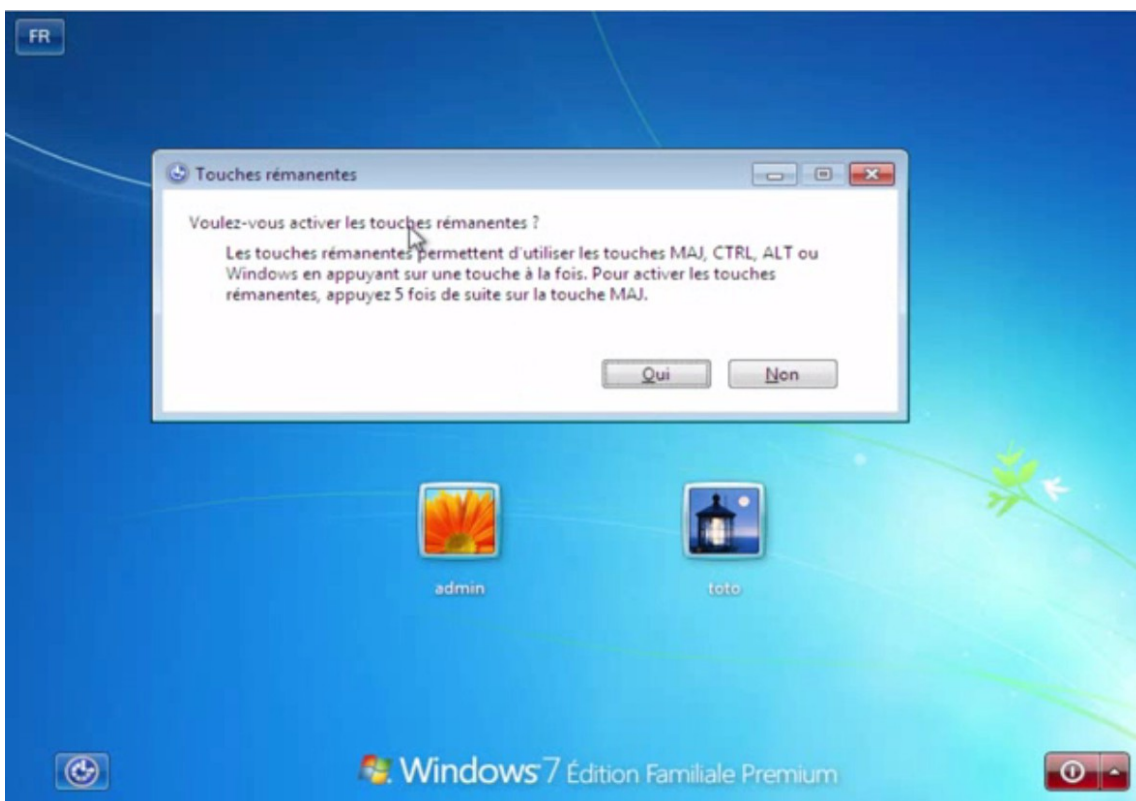 FR
Touches rémanentes
Voulez-vous activer les touches rémanentes ?
Les touches rémanentes permettent d'utiliser les touches MAJ, CTRL, ALT ou
Windows en appuyant sur une touche à la fois. Pour activer les touches
rémanentes, appuyez 5 fois de suite sur la touche MAJ.
Oui Non
admin toto
Windows 7 Édition Familiale Premium